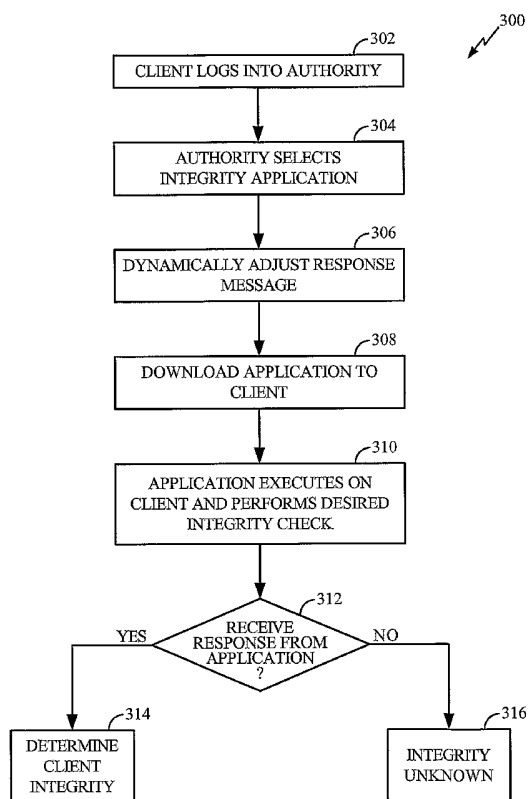 300
302
CLIENT LOGS INTO AUTHORITY
304
AUTHORITY SELECTS
INTEGRITY APPLICATION
306
DYNAMICALLY ADJUST RESPONSE
MESSAGE
308
DOWNLOAD APPLICATION TO
CLIENT
310
APPLICATION EXECUTES ON
CLIENT AND PERFORMS DESIRED
INTEGRITY CHECK
312
YES
RECEIVE
RESPONSE FROM
APPLICATION
?
NO
314
DETERMINE
CLIENT
INTEGRITY
316
INTEGRITY
UNKNOWN